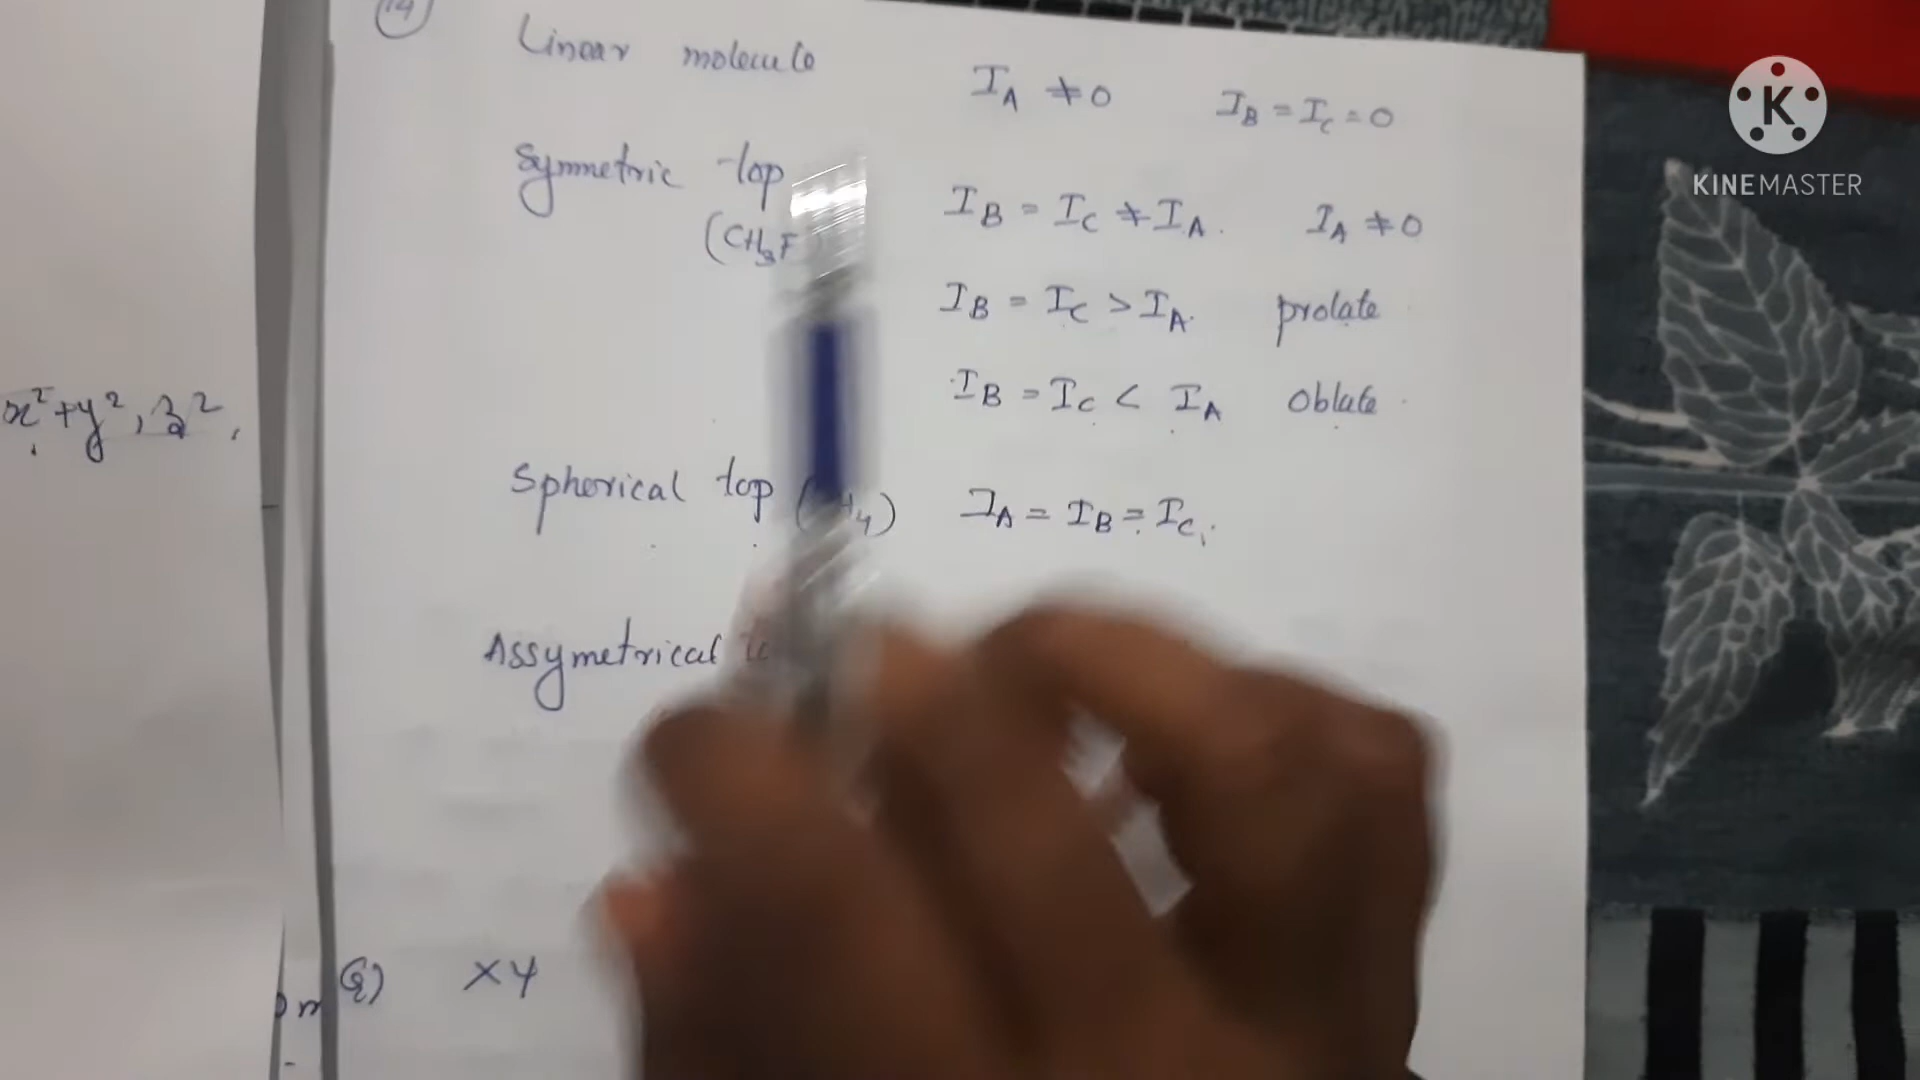 14
Linear molecule I_A ≠ 0 I_B = I_C = 0
Symmetric top I_B = I_C ≠ I_A. I_A ≠ 0
(CH₃F
I_B = I_C > I_A. prolate
I_B = I_C < I_A Oblate
x² + y², z²,
Spherical top ( H₄) I_A = I_B = I_C,
Assymetrical
Q) XY
K
KINEMASTER